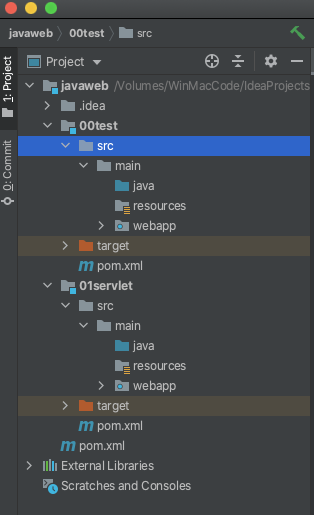 javaweb 00test src
Project
1: Project
0: Commit
javaweb /Volumes/WinMacCode/IdeaProjects
.idea
00test
src
main
java
resources
webapp
target
pom.xml
01servlet
src
main
java
resources
webapp
target
pom.xml
pom.xml
External Libraries
Scratches and Consoles